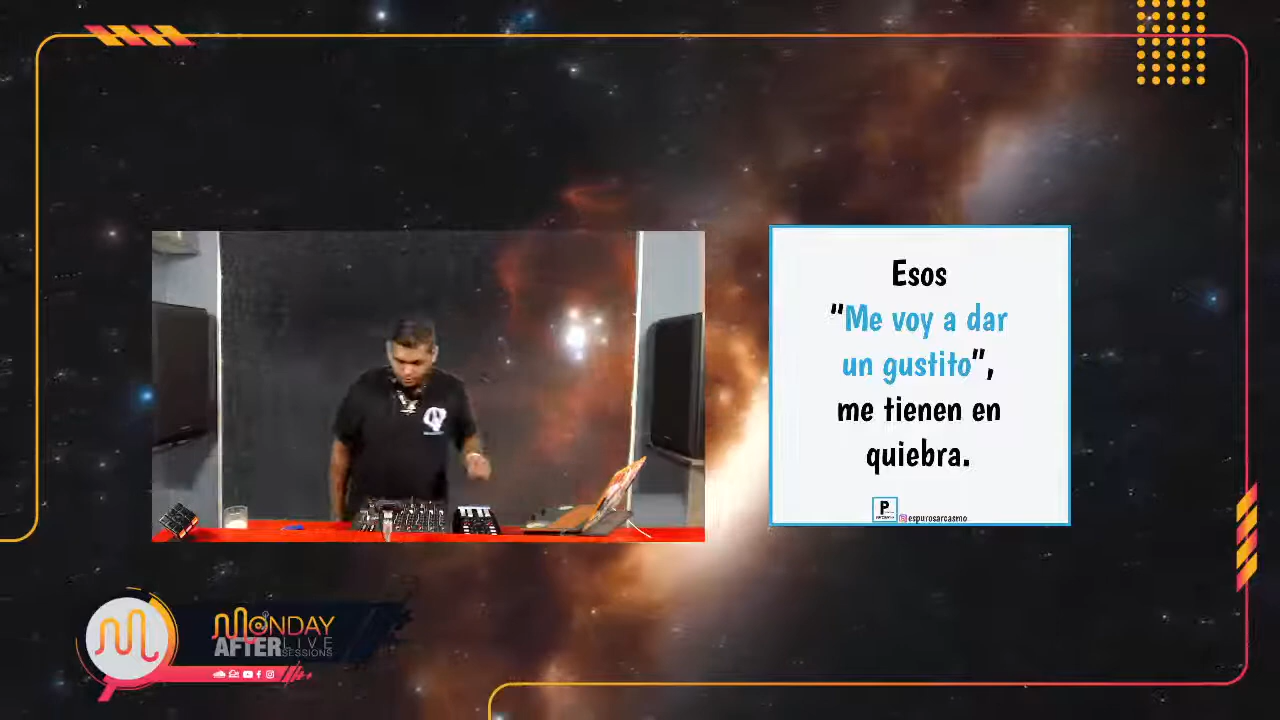 Esos
"Me voy a dar
un gustito",
me tienen en
quiebra.
P
espurosarcasmo
MONDAY
AFTER LIVE
SESSIONS